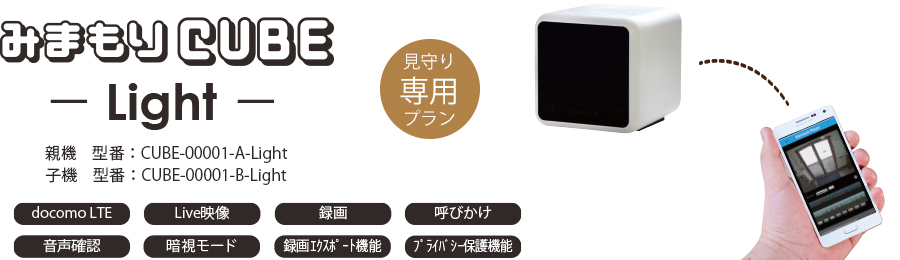 みまもりCUBE
— Light —
見守り
専用
プラン
親機　型番：CUBE-00001-A-Light
子機　型番：CUBE-00001-B-Light
docomo LTE
Live映像
録画
呼びかけ
音声確認
暗視モード
録画ｴｸｽﾎﾟｰﾄ機能
ﾌﾟﾗｲﾊﾞｼｰ保護機能